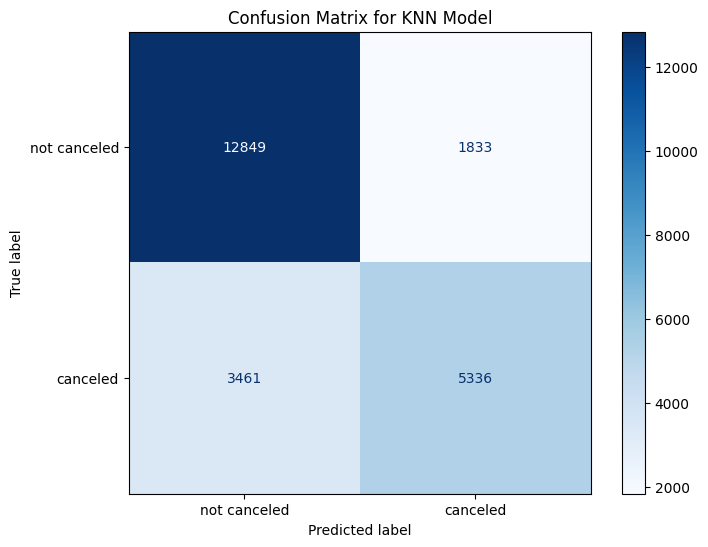 Confusion Matrix for KNN Model
True label
not canceled
12849
1833
canceled
3461
5336
not canceled
canceled
Predicted label
12000
10000
8000
6000
4000
2000